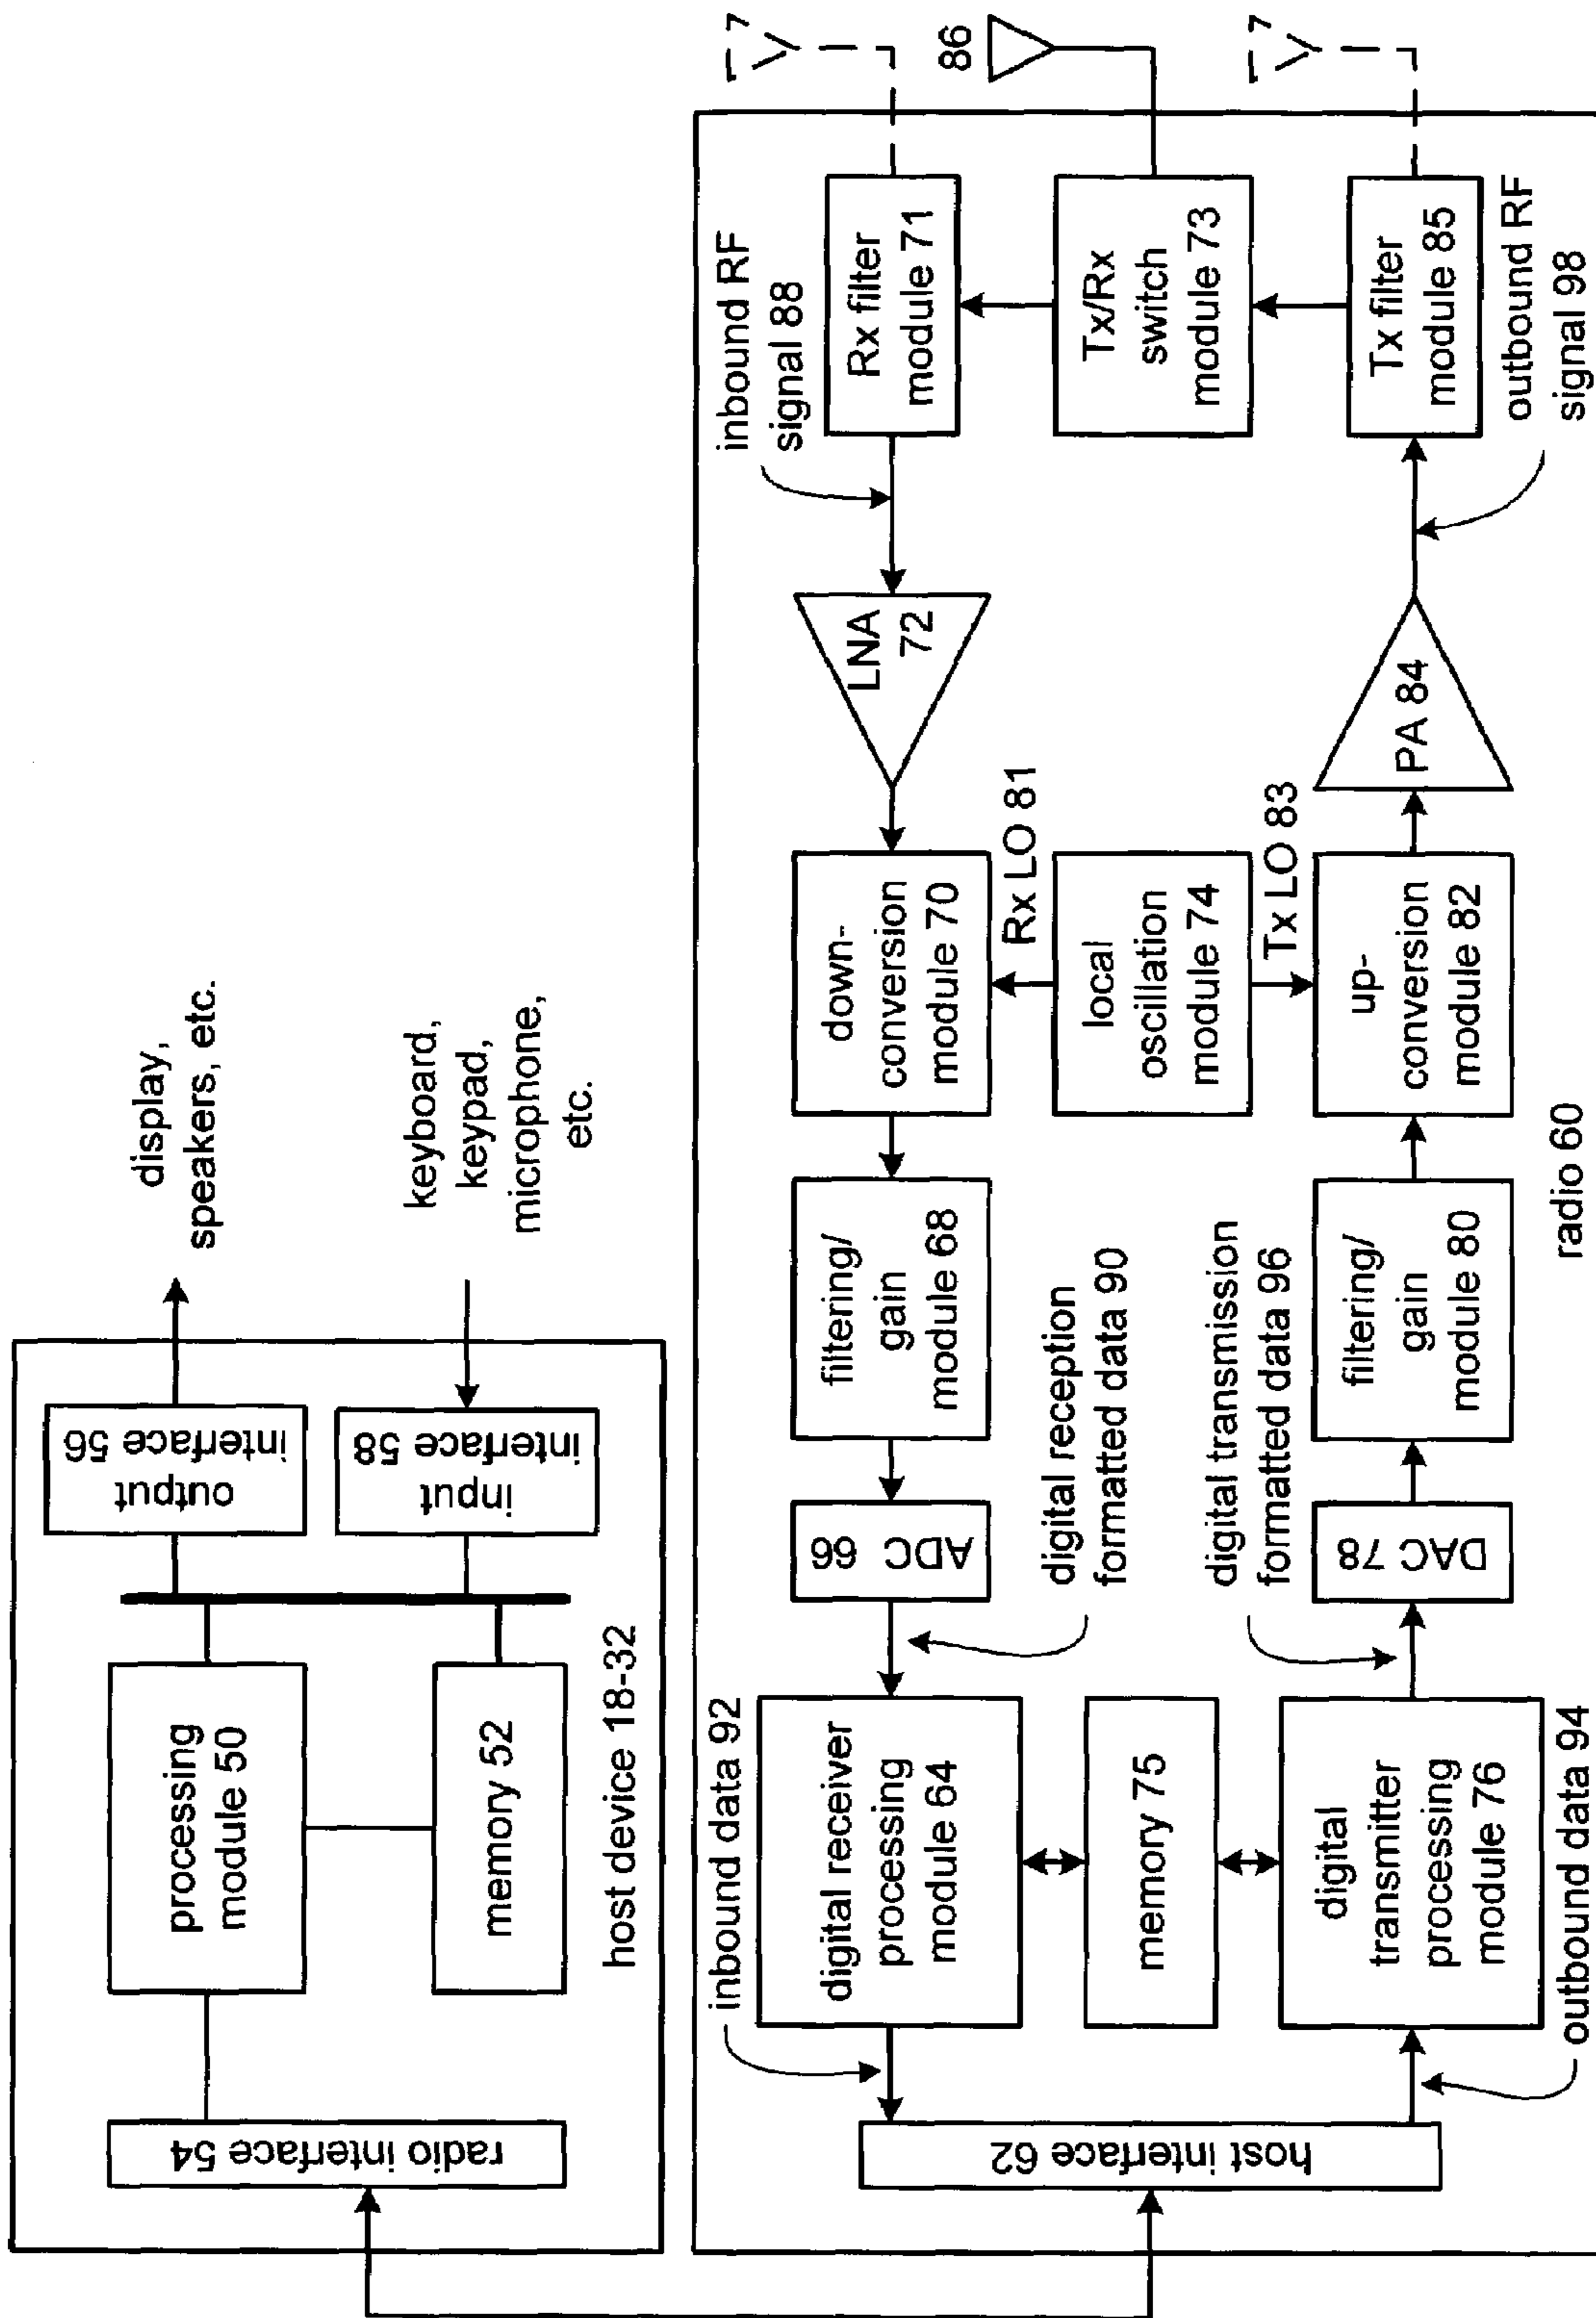 display,
speakers, etc.
keyboard,
keypad,
microphone,
etc.
output
interface 56
input
interface 58
processing
module 50
memory 52
radio interface 54
host device 18-32
86
inbound RF
signal 88
Rx filter
module 71
Tx/Rx
switch
module 73
Tx filter
module 85
outbound RF
signal 98
LNA
72
PA 84
Rx LO 81
Tx LO 83
down-
conversion
module 70
local
oscillation
module 74
up-
conversion
module 82
filtering/
gain
module 68
filtering/
gain
module 80
radio 60
ADC 66
DAC 78
digital reception
formatted data 90
digital transmission
formatted data 96
inbound data 92
digital receiver
processing
module 64
memory 75
digital
transmitter
processing
module 76
outbound data 94
host interface 62